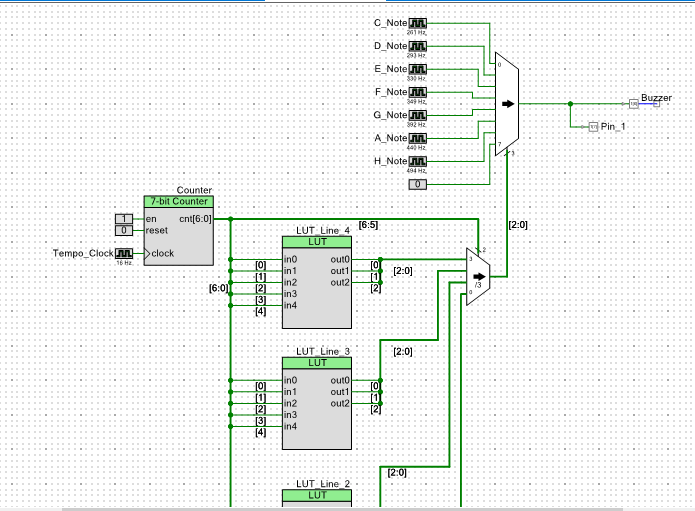 C_Note
261 Hz
D_Note
293 Hz
E_Note
330 Hz
F_Note
349 Hz
G_Note
392 Hz
A_Note
440 Hz
H_Note
494 Hz
0
0
7
3
Buzzer
Pin_1
[2:0]
Counter
7-bit Counter
1 en cnt[6:0]
0 reset
Tempo_Clock clock
16 Hz
[6:5]
2
3
0
/3
[6:0]
LUT_Line_4
LUT
in0 out0
[0] in1 out1 [0]
[1] in2 out2 [1]
[2] in3 [2]
[3] in4
[4]
[2:0]
LUT_Line_3
LUT
in0 out0
[0] in1 out1 [0]
[1] in2 out2 [1]
[2] in3 [2]
[3] in4
[4]
[2:0]
[2:0]
LUT_Line_2
LUT